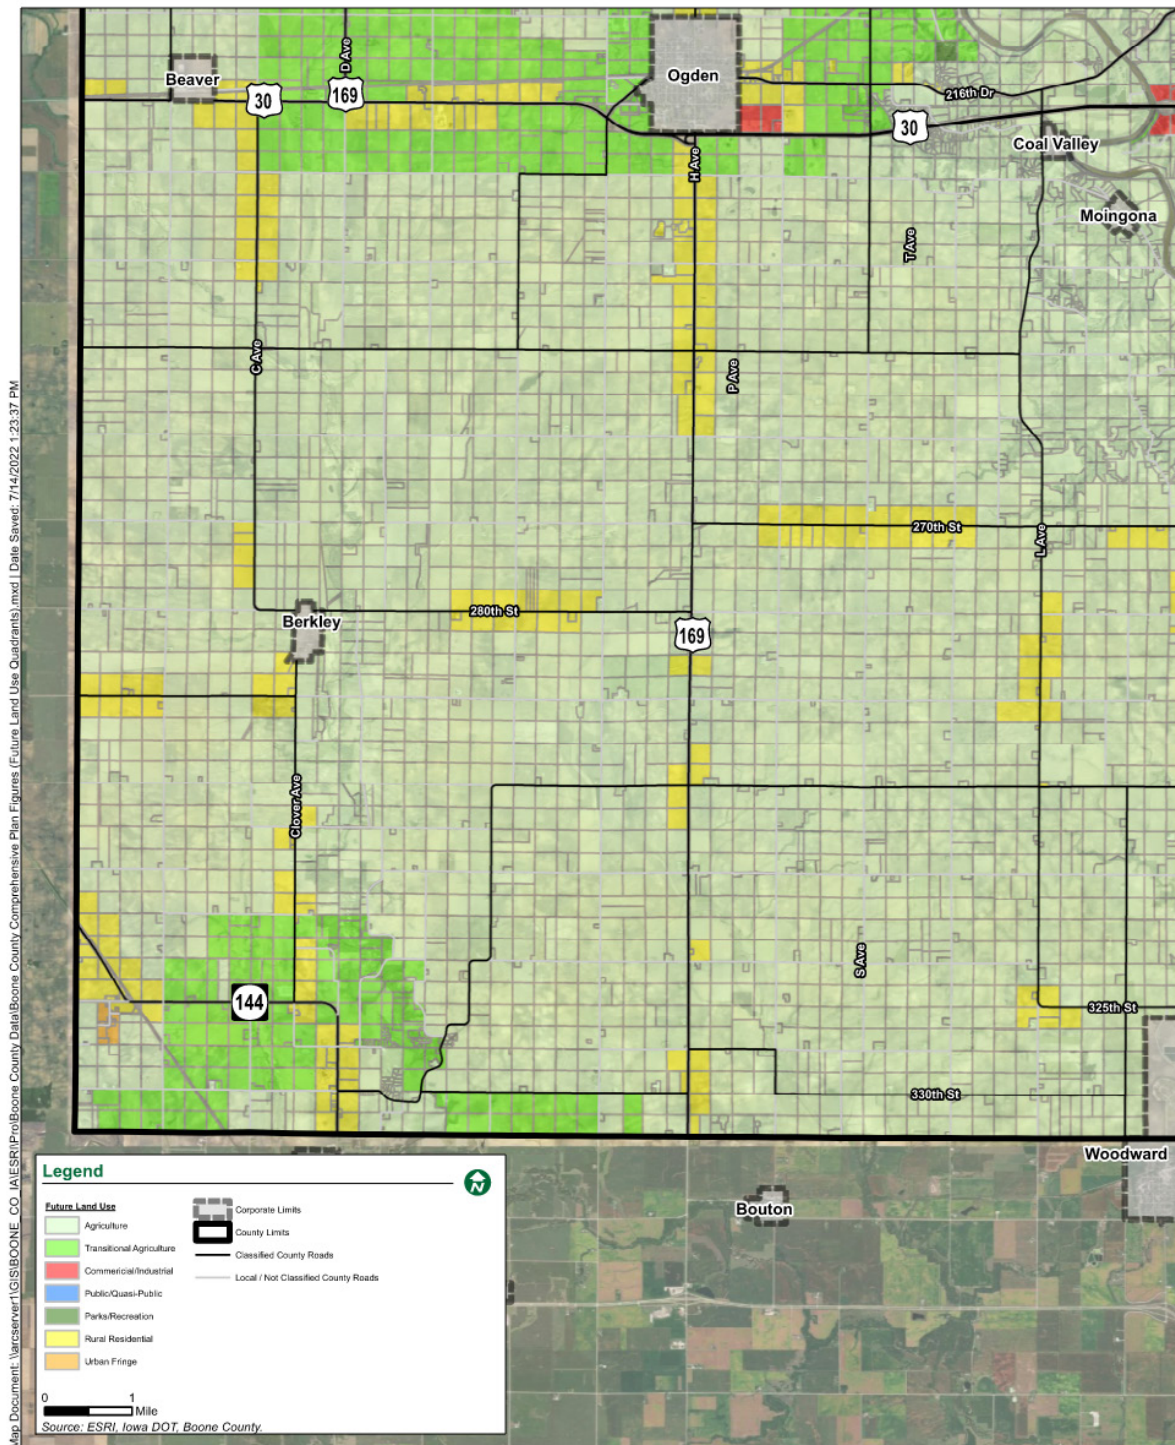 Beaver
D Ave
Ogden
30
169
216th Dr
30
Coal Valley
H Ave
Moingona
T Ave
C Ave
P Ave
270th St
L Ave
280th St
Berkley
169
Clover Ave
S Ave
144
325th St
330th St
Woodward
Bouton
Legend
N
Future Land Use
Agriculture
Transitional Agriculture
Commericial/Industrial
Public/Quasi-Public
Parks/Recreation
Rural Residential
Urban Fringe
Corporate Limits
County Limits
Classified County Roads
Local / Not Classified County Roads
0 1
Mile
Source: ESRI, Iowa DOT, Boone County.
Map Document: \\arcserver1\GIS\BOONE_CO_IA\ESRI\Pro\Boone County Data\Boone County Comprehensive Plan Figures (Future Land Use Quadrants).mxd | Date Saved: 7/14/2022 1:23:37 PM